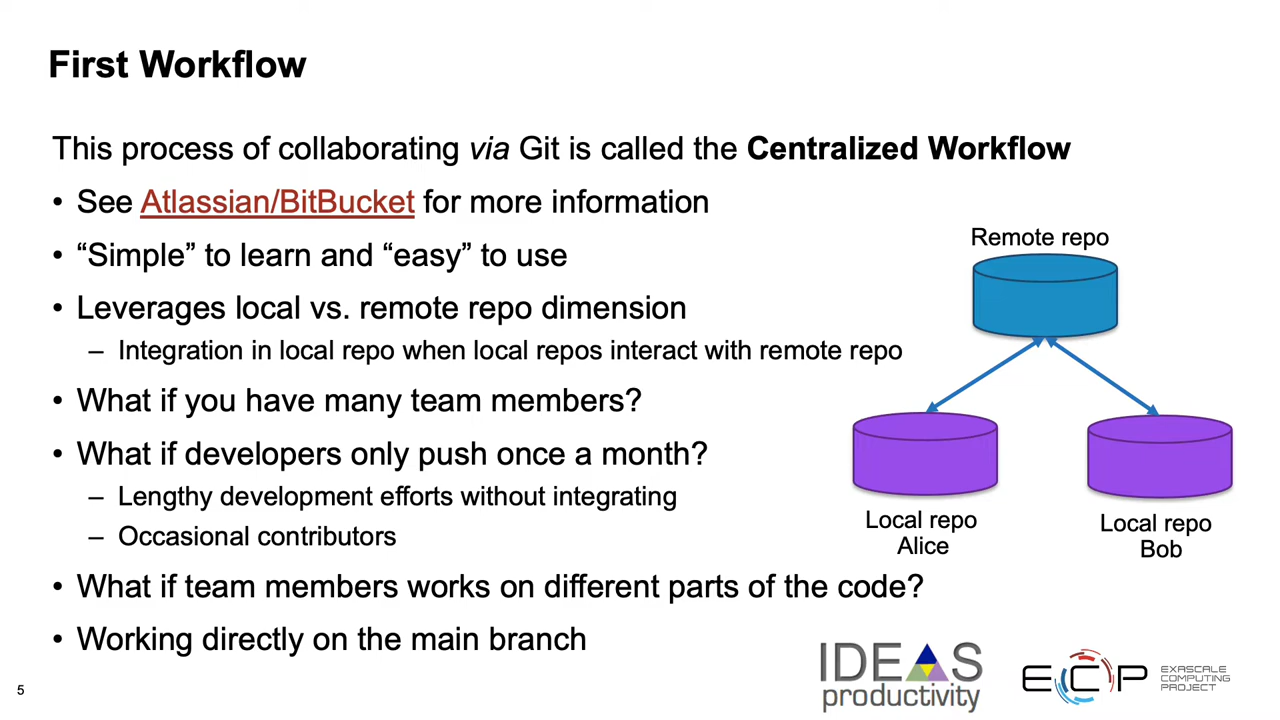 First Workflow
This process of collaborating via Git is called the Centralized Workflow
• See Atlassian/BitBucket for more information
• “Simple” to learn and “easy” to use
• Leverages local vs. remote repo dimension
– Integration in local repo when local repos interact with remote repo
• What if you have many team members?
• What if developers only push once a month?
– Lengthy development efforts without integrating
– Occasional contributors
• What if team members works on different parts of the code?
• Working directly on the main branch
Remote repo
Local repo
Alice
Local repo
Bob
5
IDEAS
productivity
ECP
EXASCALE
COMPUTING
PROJECT